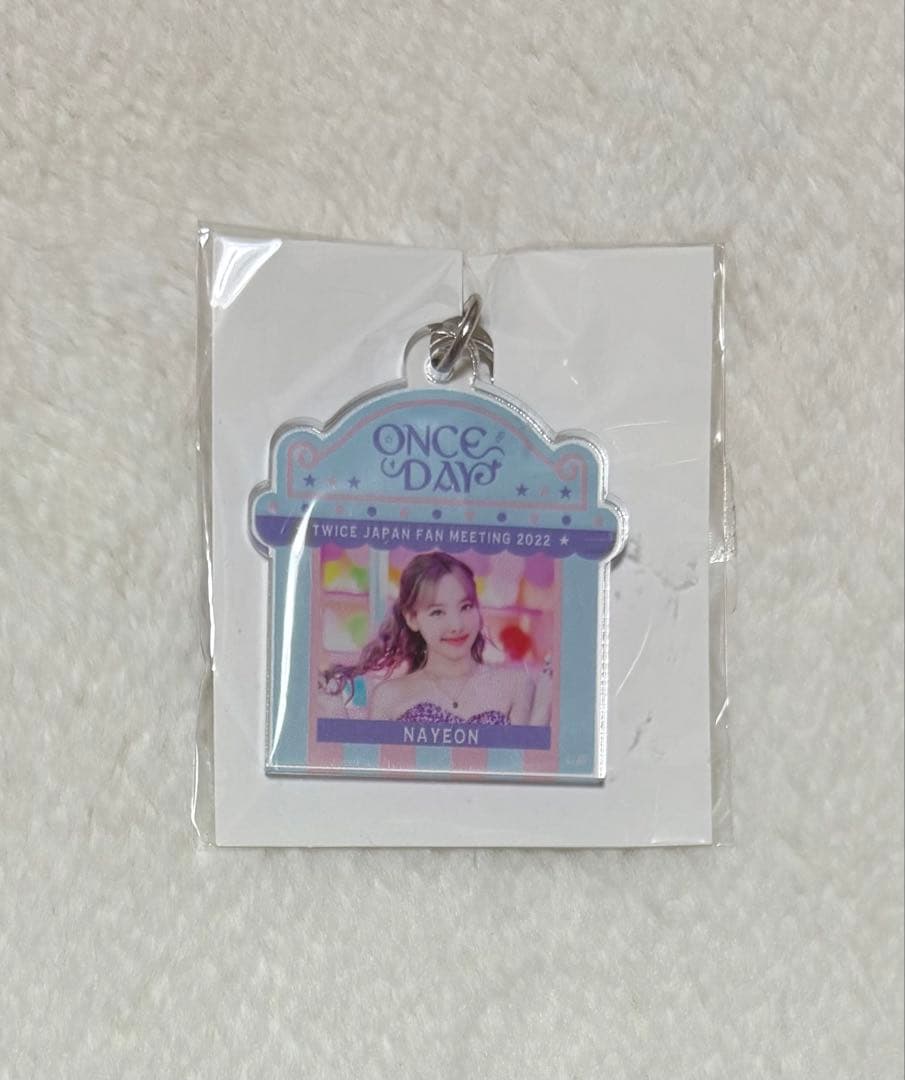 ONCE
DAY
★ TWICE JAPAN FAN MEETING 2022 ★
NAYEON